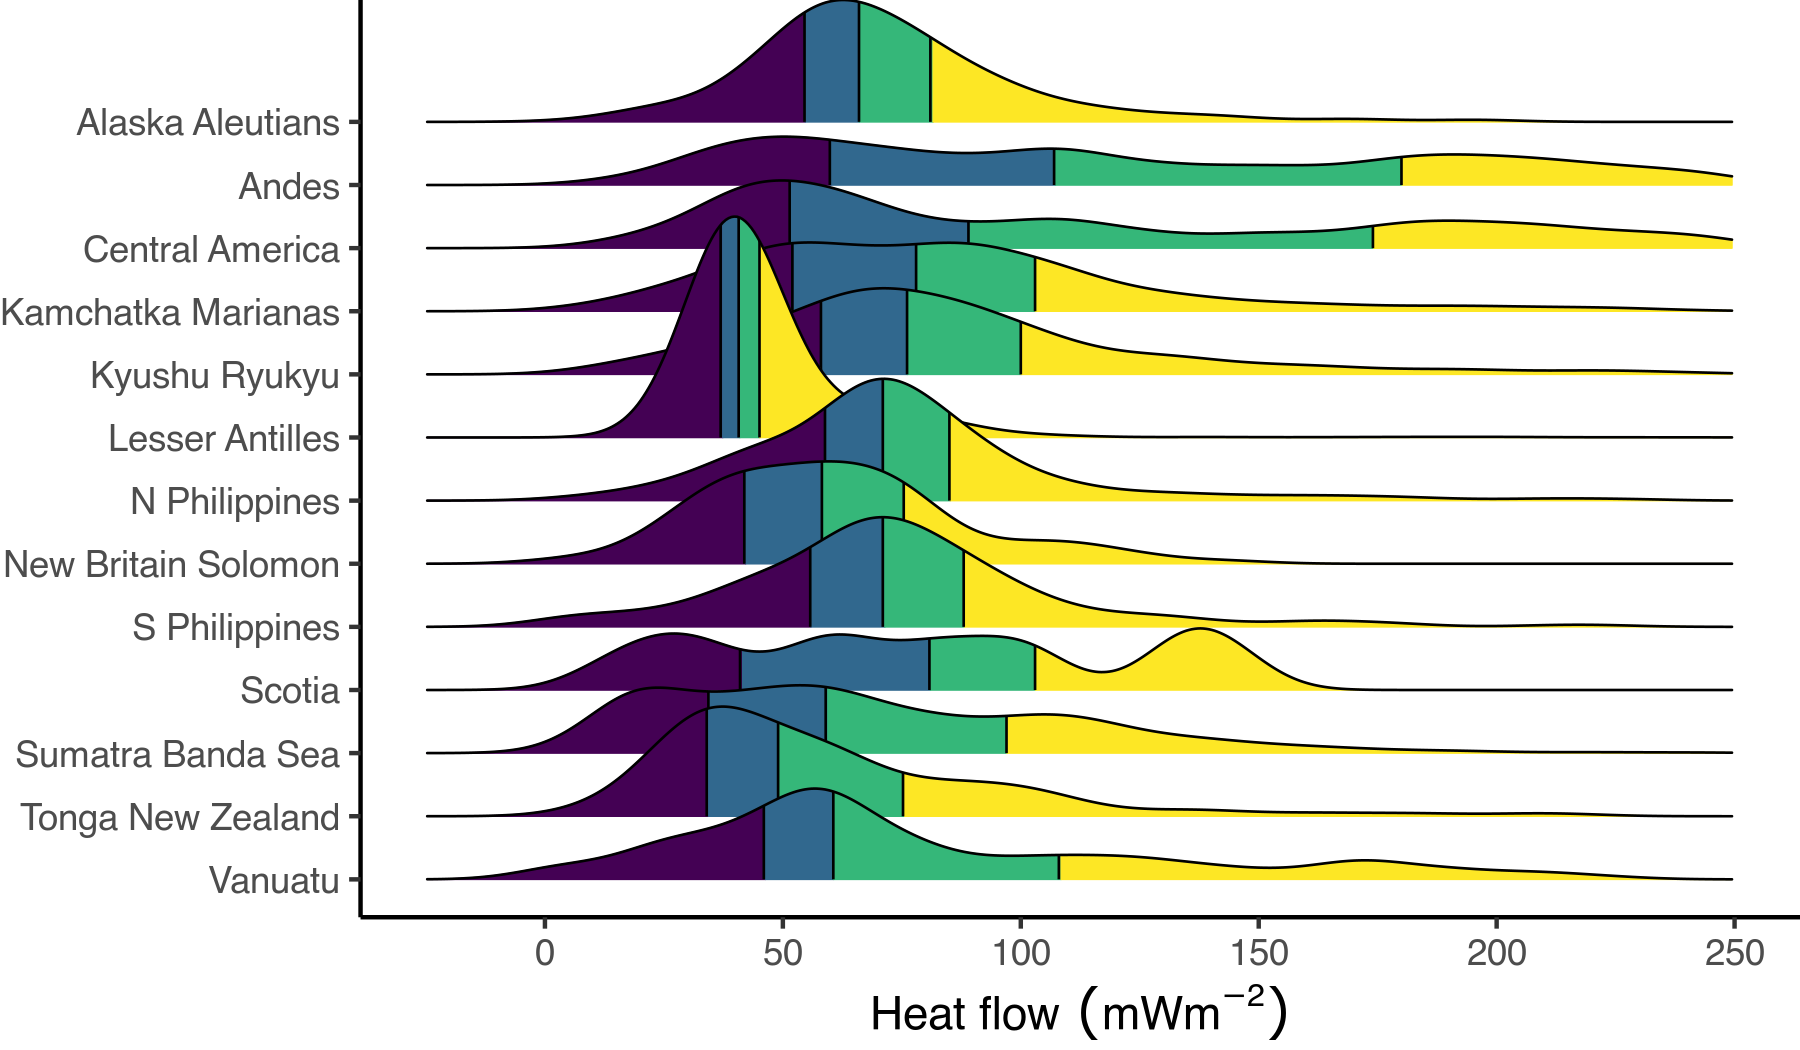 Alaska Aleutians
Andes
Central America
Kamchatka Marianas
Kyushu Ryukyu
Lesser Antilles
N Philippines
New Britain Solomon
S Philippines
Scotia
Sumatra Banda Sea
Tonga New Zealand
Vanuatu
0 50 100 150 200 250
Heat flow (mWm⁻²)